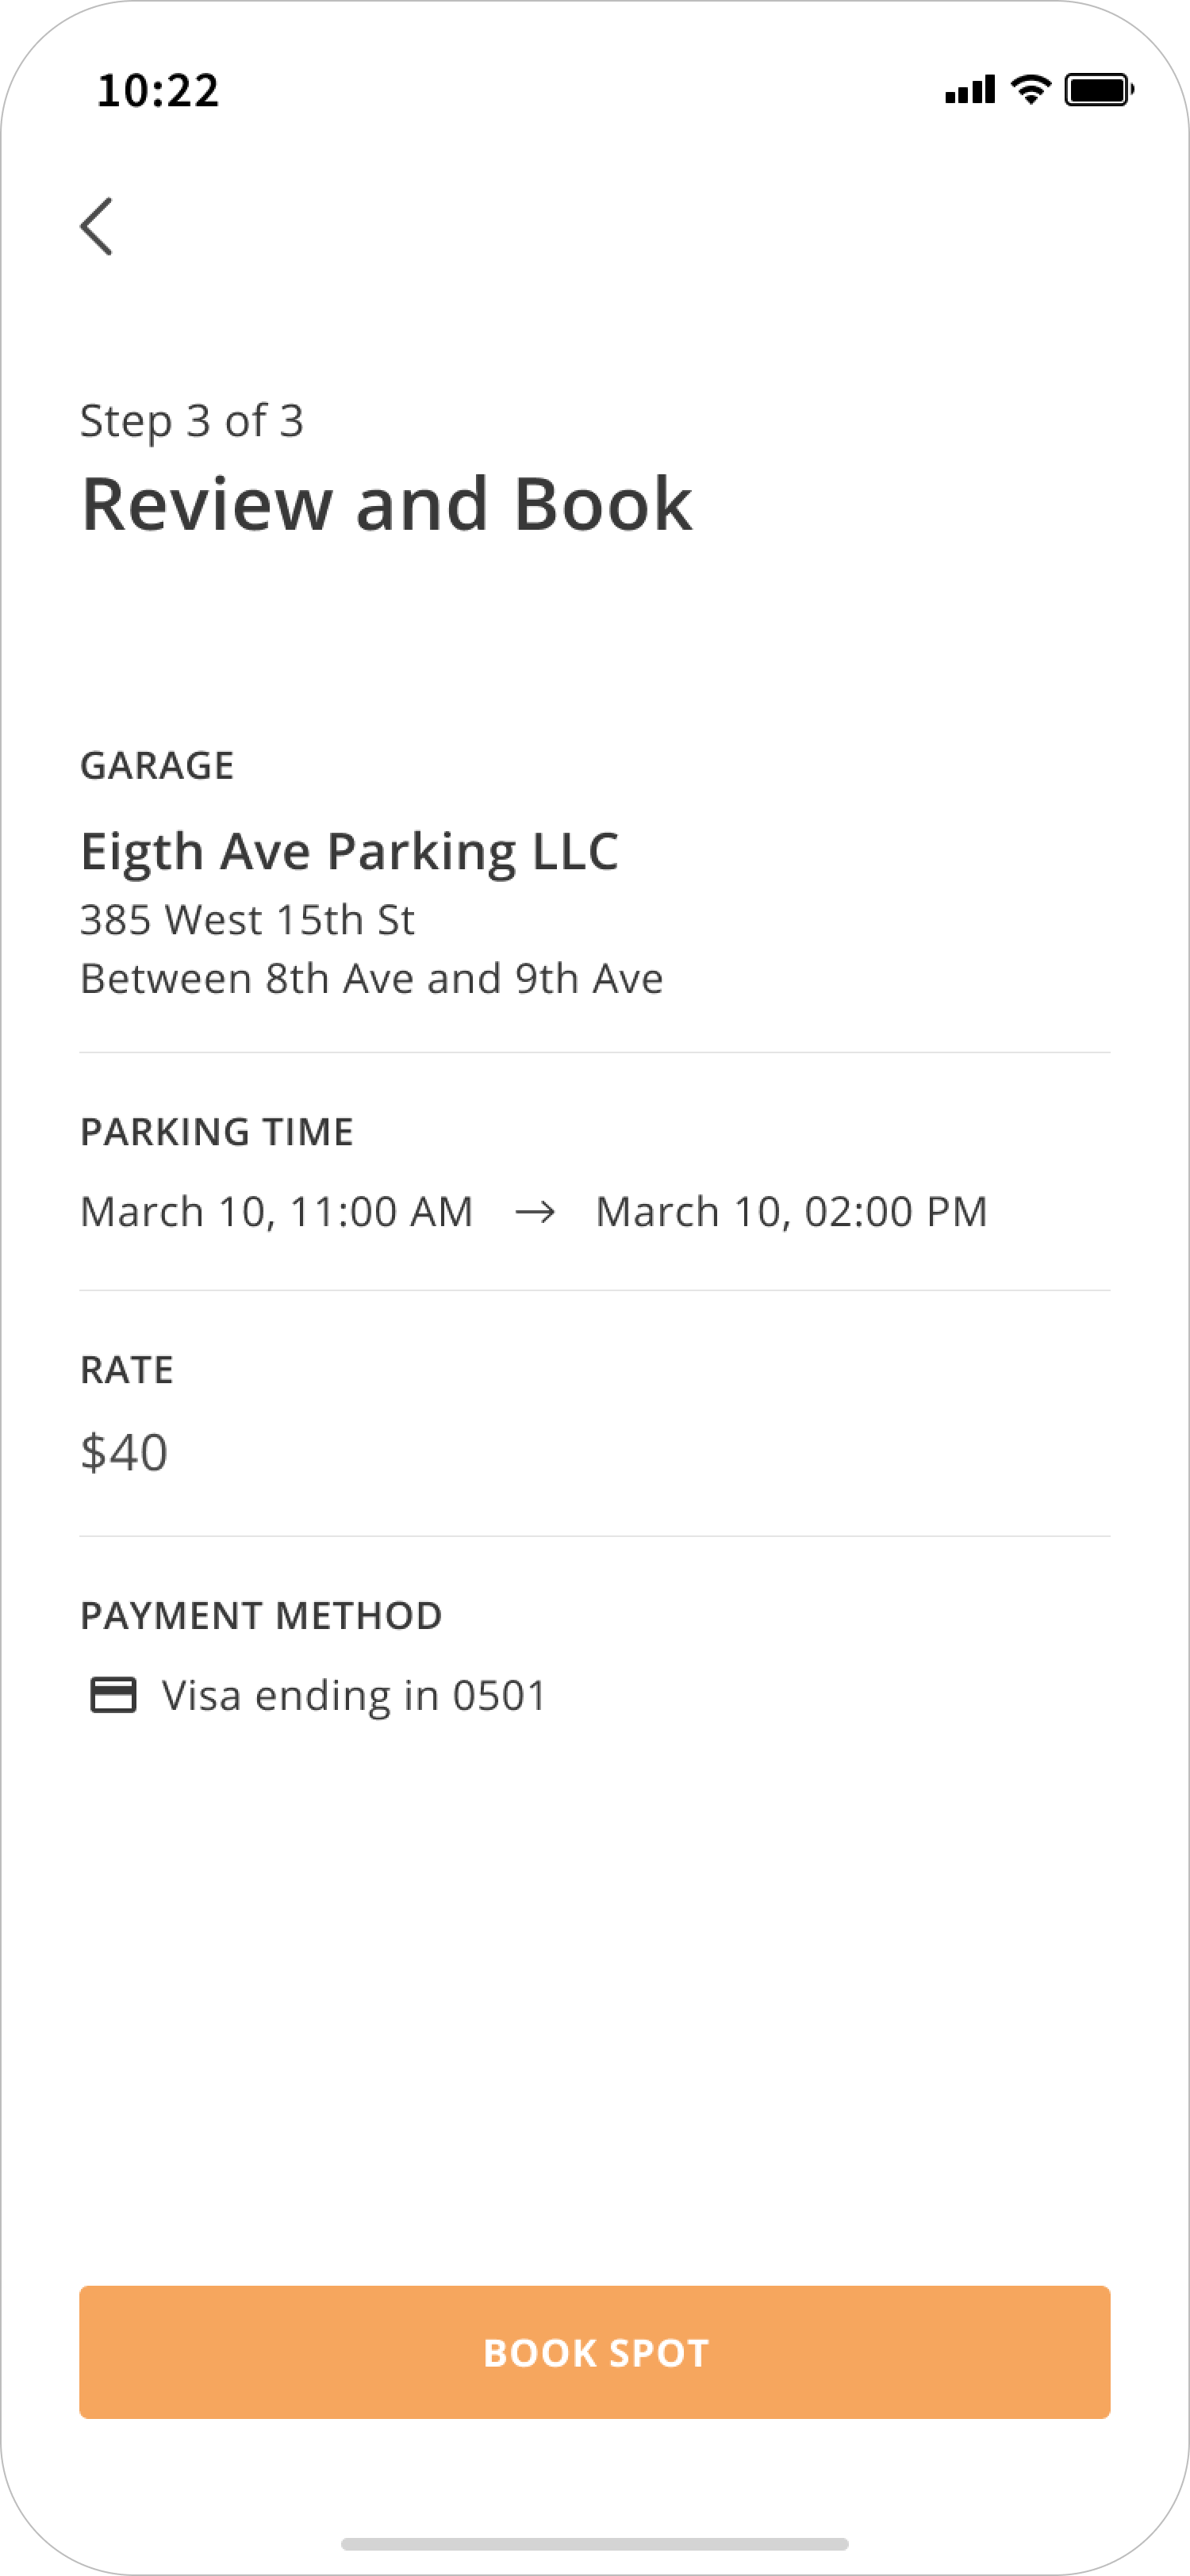 10:22
Step 3 of 3
Review and Book
GARAGE
Eigth Ave Parking LLC
385 West 15th St
Between 8th Ave and 9th Ave
PARKING TIME
March 10, 11:00 AM → March 10, 02:00 PM
RATE
$40
PAYMENT METHOD
Visa ending in 0501
BOOK SPOT